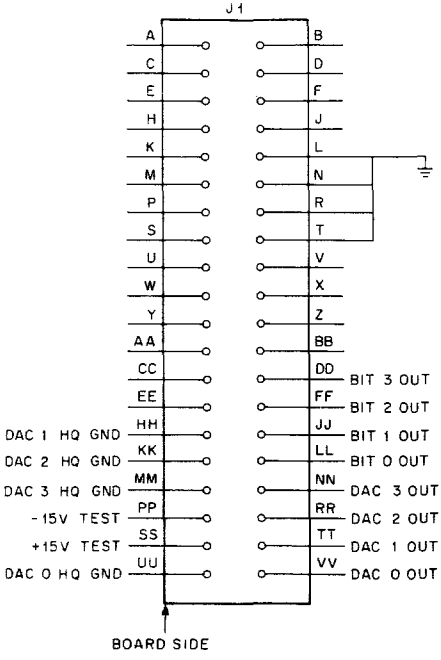 J1
A B
C D
E F
H J
K L
M N
P R
S T
U V
W X
Y Z
AA BB
CC DD BIT 3 OUT
EE FF BIT 2 OUT
DAC 1 HQ GND HH JJ BIT 1 OUT
DAC 2 HQ GND KK LL BIT 0 OUT
DAC 3 HQ GND MM NN DAC 3 OUT
-15V TEST PP RR DAC 2 OUT
+15V TEST SS TT DAC 1 OUT
DAC 0 HQ GND UU VV DAC 0 OUT
BOARD SIDE